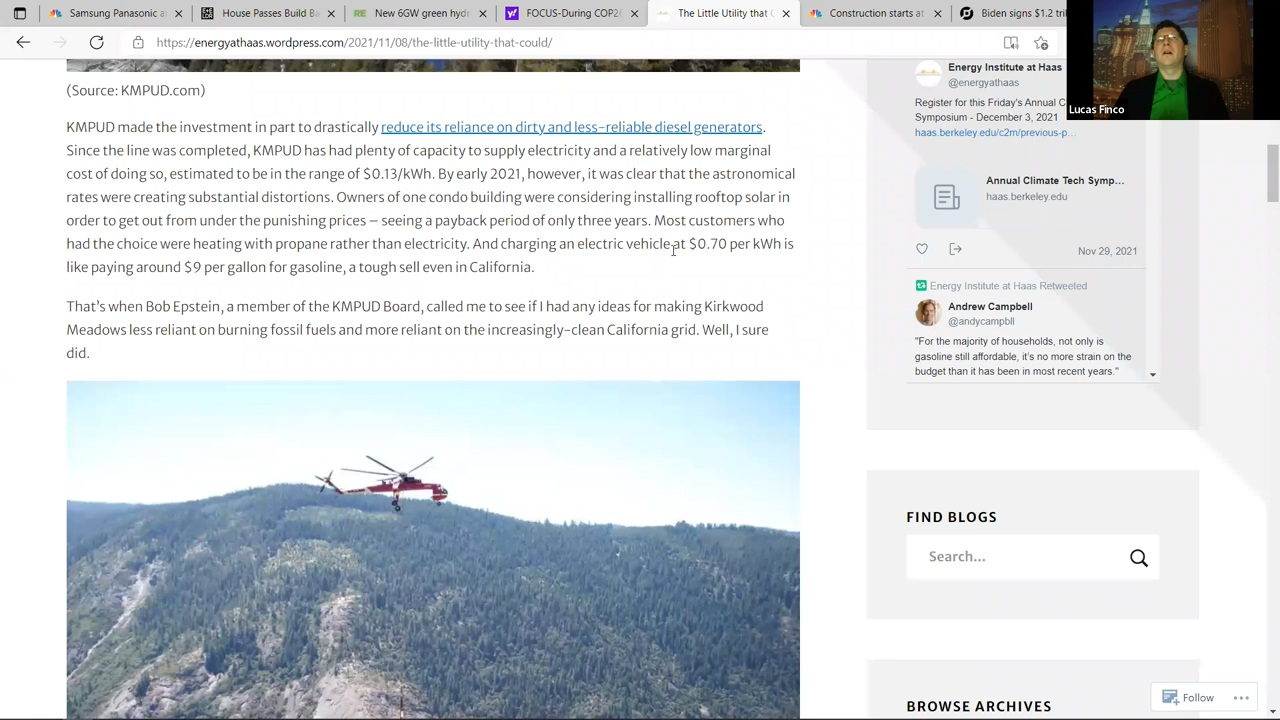 Samsung Panasonic a
House Passes Build B
New 6GW green hydr
FOCUS-During COP26
The Little Utility that
Construction starts at
Biden signs $1.2 tri
https://energyathaas.wordpress.com/2021/11/08/the-little-utility-that-could/
Lucas Finco
(Source: KMPUD.com)
KMPUD made the investment in part to drastically reduce its reliance on dirty and less-reliable diesel generators.
Since the line was completed, KMPUD has had plenty of capacity to supply electricity and a relatively low marginal
cost of doing so, estimated to be in the range of $0.13/kWh. By early 2021, however, it was clear that the astronomical
rates were creating substantial distortions. Owners of one condo building were considering installing rooftop solar in
order to get out from under the punishing prices – seeing a payback period of only three years. Most customers who
had the choice were heating with propane rather than electricity. And charging an electric vehicle at $0.70 per kWh is
like paying around $9 per gallon for gasoline, a tough sell even in California.
That's when Bob Epstein, a member of the KMPUD Board, called me to see if I had any ideas for making Kirkwood
Meadows less reliant on burning fossil fuels and more reliant on the increasingly-clean California grid. Well, I sure
did.
Energy Institute at Haas
@energyathaas
Register for this Friday's Annual C
Symposium - December 3, 2021
haas.berkeley.edu/c2m/previous-p…
Annual Climate Tech Symp…
haas.berkeley.edu
Nov 29, 2021
Energy Institute at Haas Retweeted
Andrew Campbell
@andycampbll
"For the majority of households, not only is
gasoline still affordable, it's no more strain on the
budget than it has been in most recent years."
FIND BLOGS
Search...
BROWSE ARCHIVES
Follow